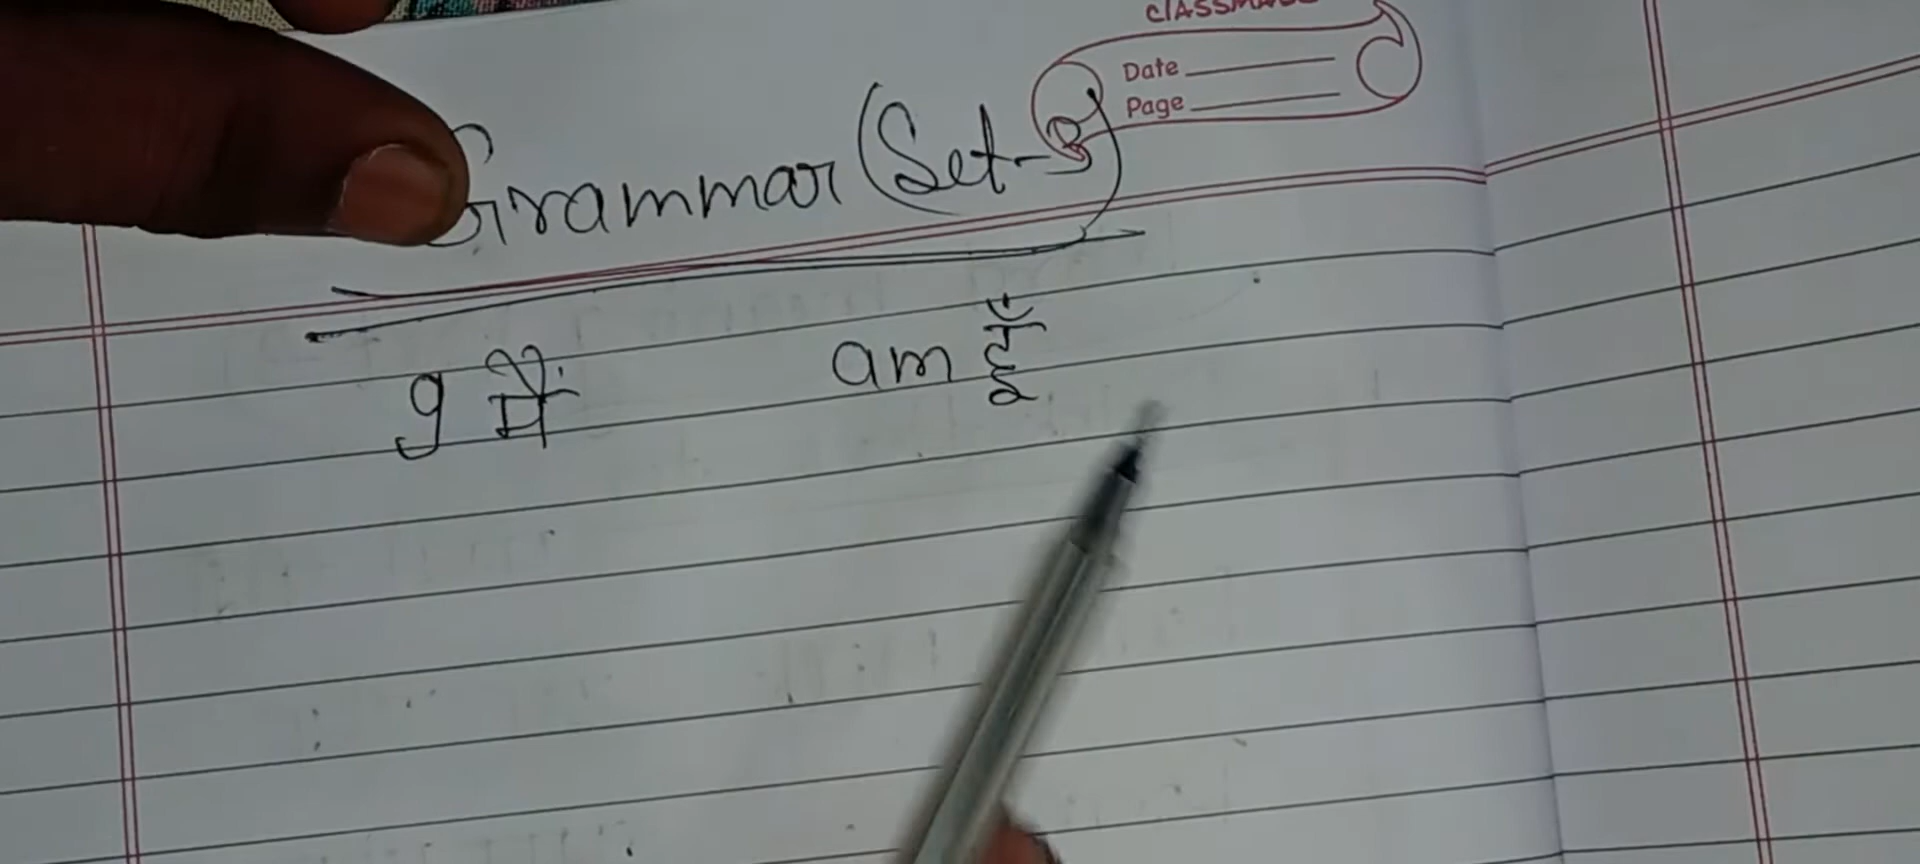 CLASSMATE
Date
Page
Grammar (Set-3)
I मैं am हूँ